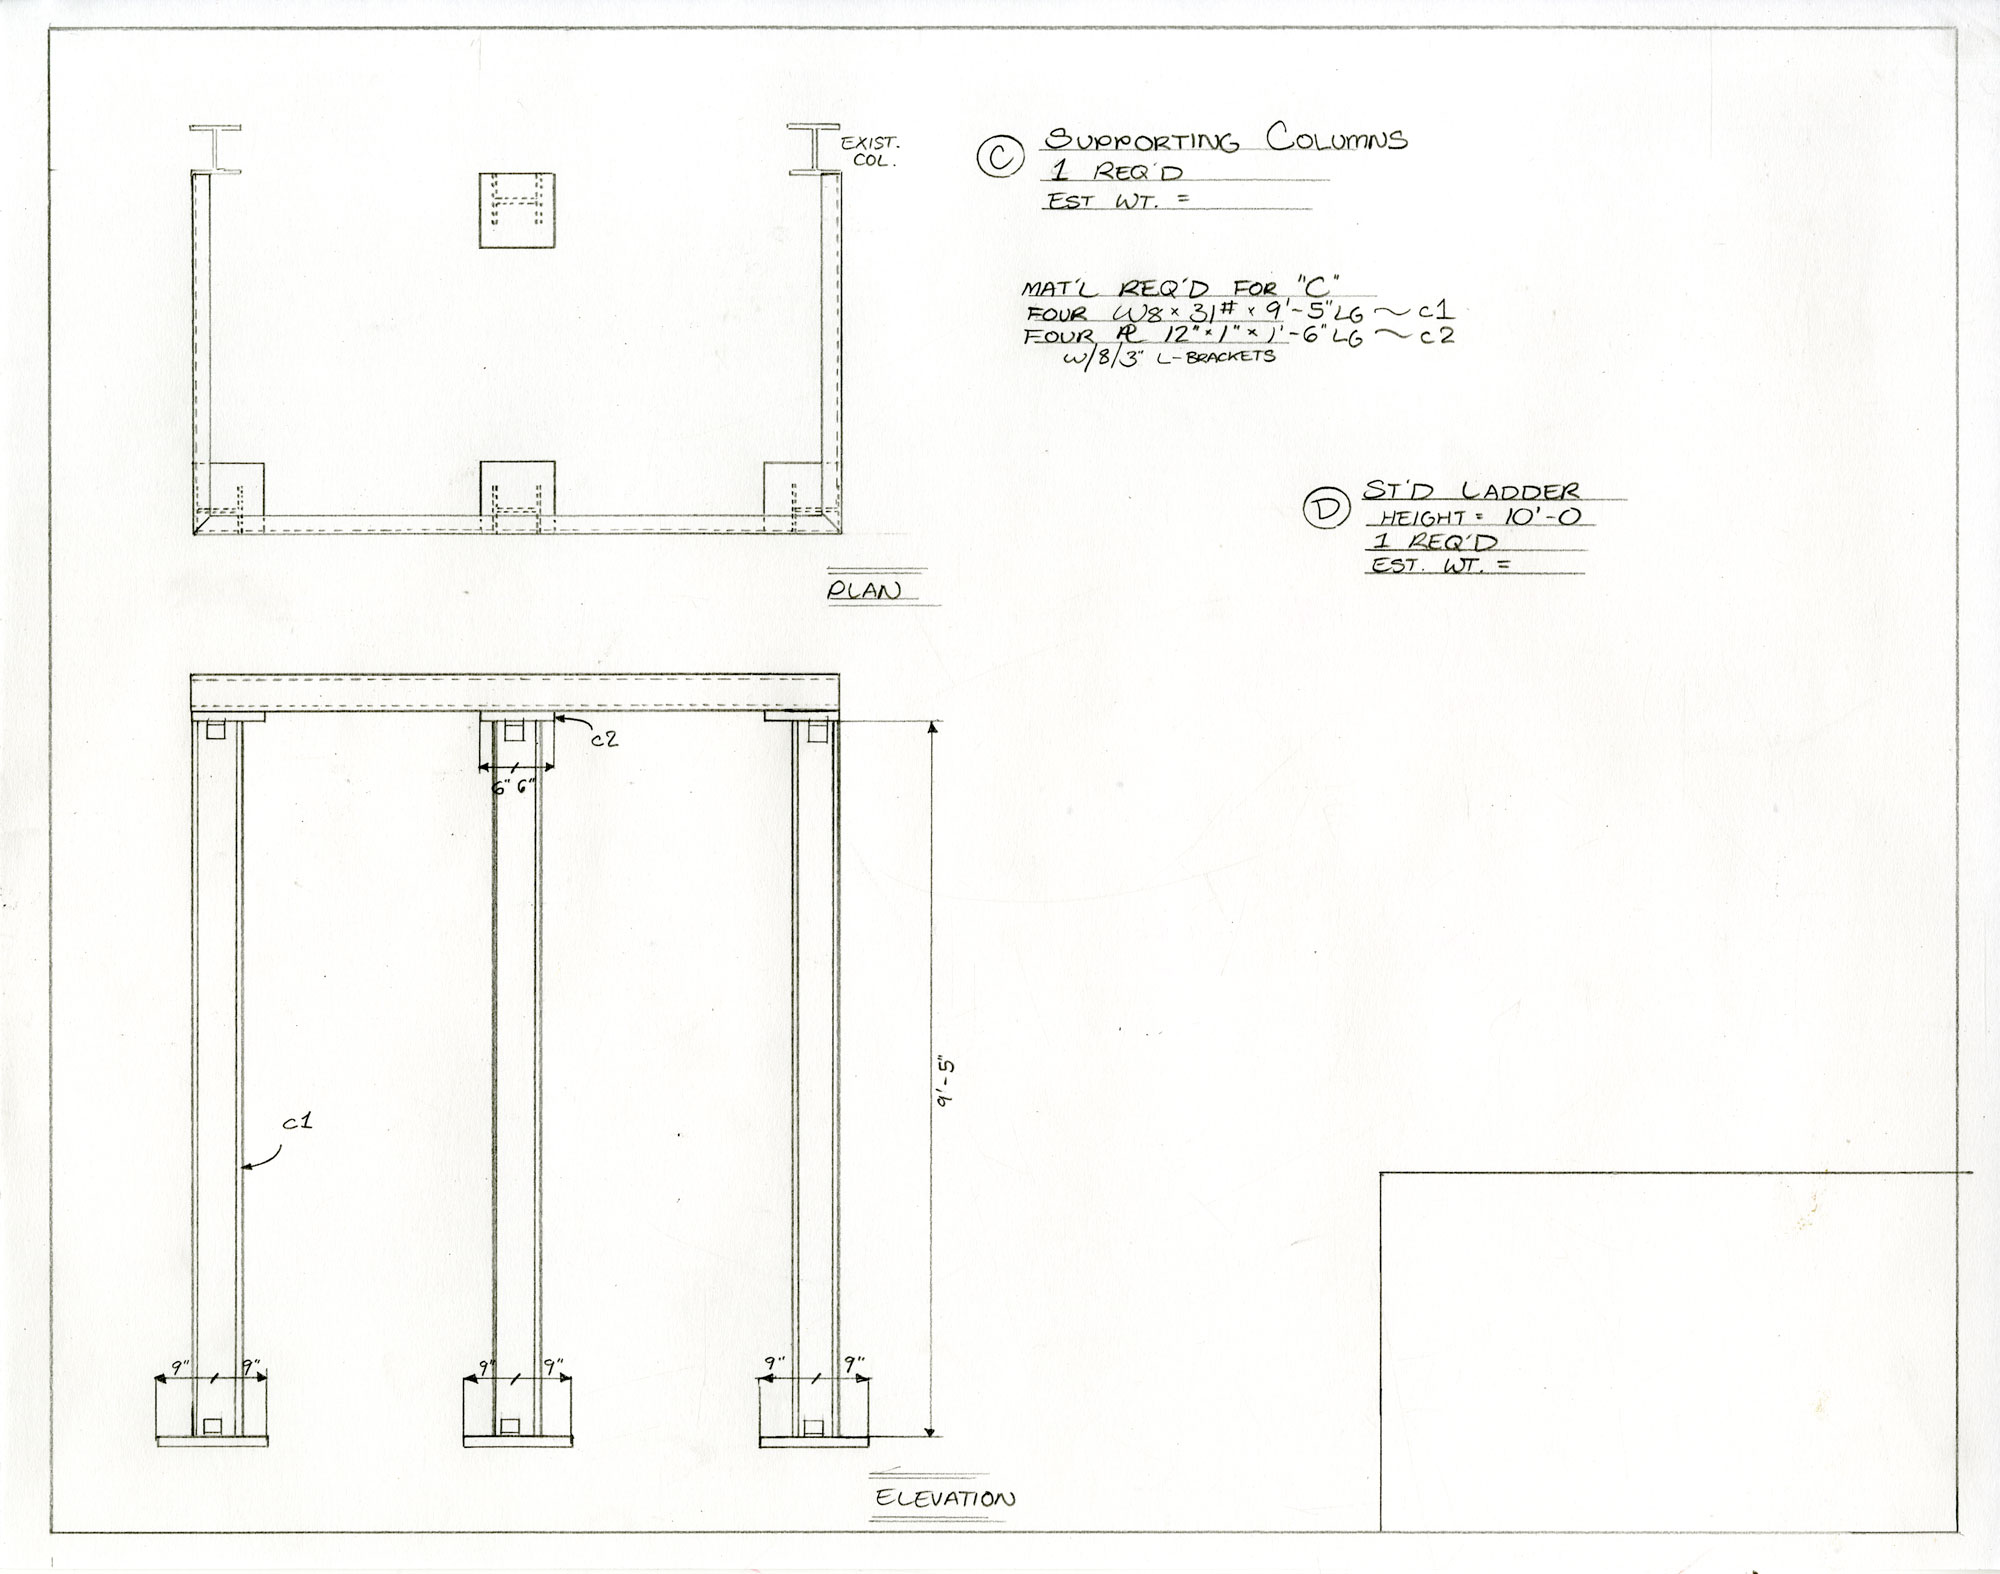 EXIST.
COL.
C
SUPPORTING COLUMNS
1 REQ'D
EST WT. =
MAT'L REQ'D FOR "C"
FOUR W8 × 31# × 9'-5" LG ~ c1
FOUR PL 12" × 1" × 1'-6" LG ~ c2
W/8/3" L-BRACKETS
D
ST'D LADDER
HEIGHT = 10'-0
1 REQ'D
EST. WT. =
PLAN
c2
6" 6"
9'-5"
c1
9" 9"
9" 9"
9" 9"
ELEVATION